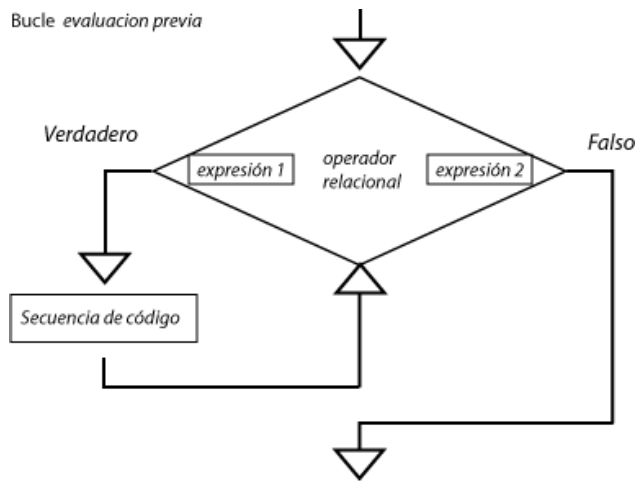 Bucle evaluacion previa
Verdadero
Falso
expresión 1
operador
relacional
expresión 2
Secuencia de código